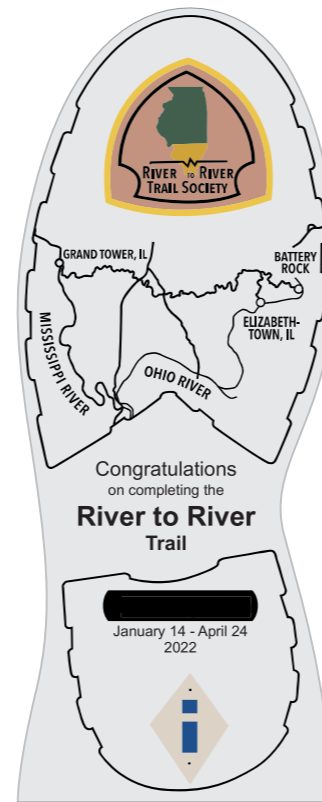 RIVER TO RIVER
TRAIL SOCIETY
GRAND TOWER, IL
BATTERY
ROCK
ELIZABETH-
TOWN, IL
MISSISSIPPI RIVER
OHIO RIVER
Congratulations
on completing the
River to River
Trail
January 14 - April 24
2022
i